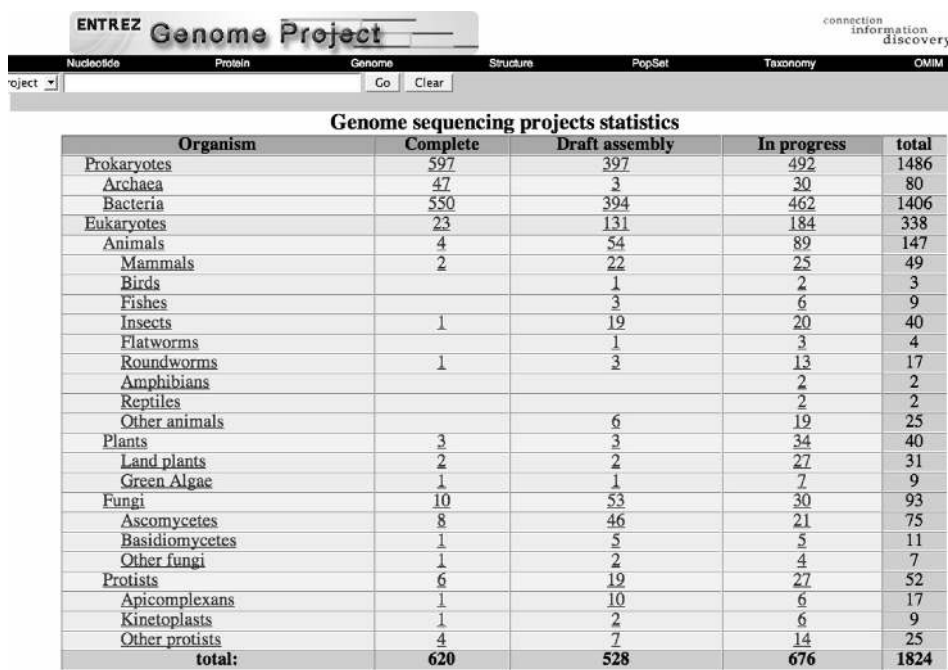 ENTREZ Genome Project
connection
information
discovery
Nucleotide Protein Genome Structure PopSet Taxonomy OMIM
oject Go Clear
Genome sequencing projects statistics
Organism Complete Draft assembly In progress total
Prokaryotes 597 397 492 1486
Archaea 47 3 30 80
Bacteria 550 394 462 1406
Eukaryotes 23 131 184 338
Animals 4 54 89 147
Mammals 2 22 25 49
Birds 1 2 3
Fishes 3 6 9
Insects 1 19 20 40
Flatworms 1 3 4
Roundworms 1 3 13 17
Amphibians 2 2
Reptiles 2 2
Other animals 6 19 25
Plants 3 3 34 40
Land plants 2 2 27 31
Green Algae 1 1 7 9
Fungi 10 53 30 93
Ascomycetes 8 46 21 75
Basidiomycetes 1 5 5 11
Other fungi 1 2 4 7
Protists 6 19 27 52
Apicomplexans 1 10 6 17
Kinetoplasts 1 2 6 9
Other protists 4 7 14 25
total: 620 528 676 1824